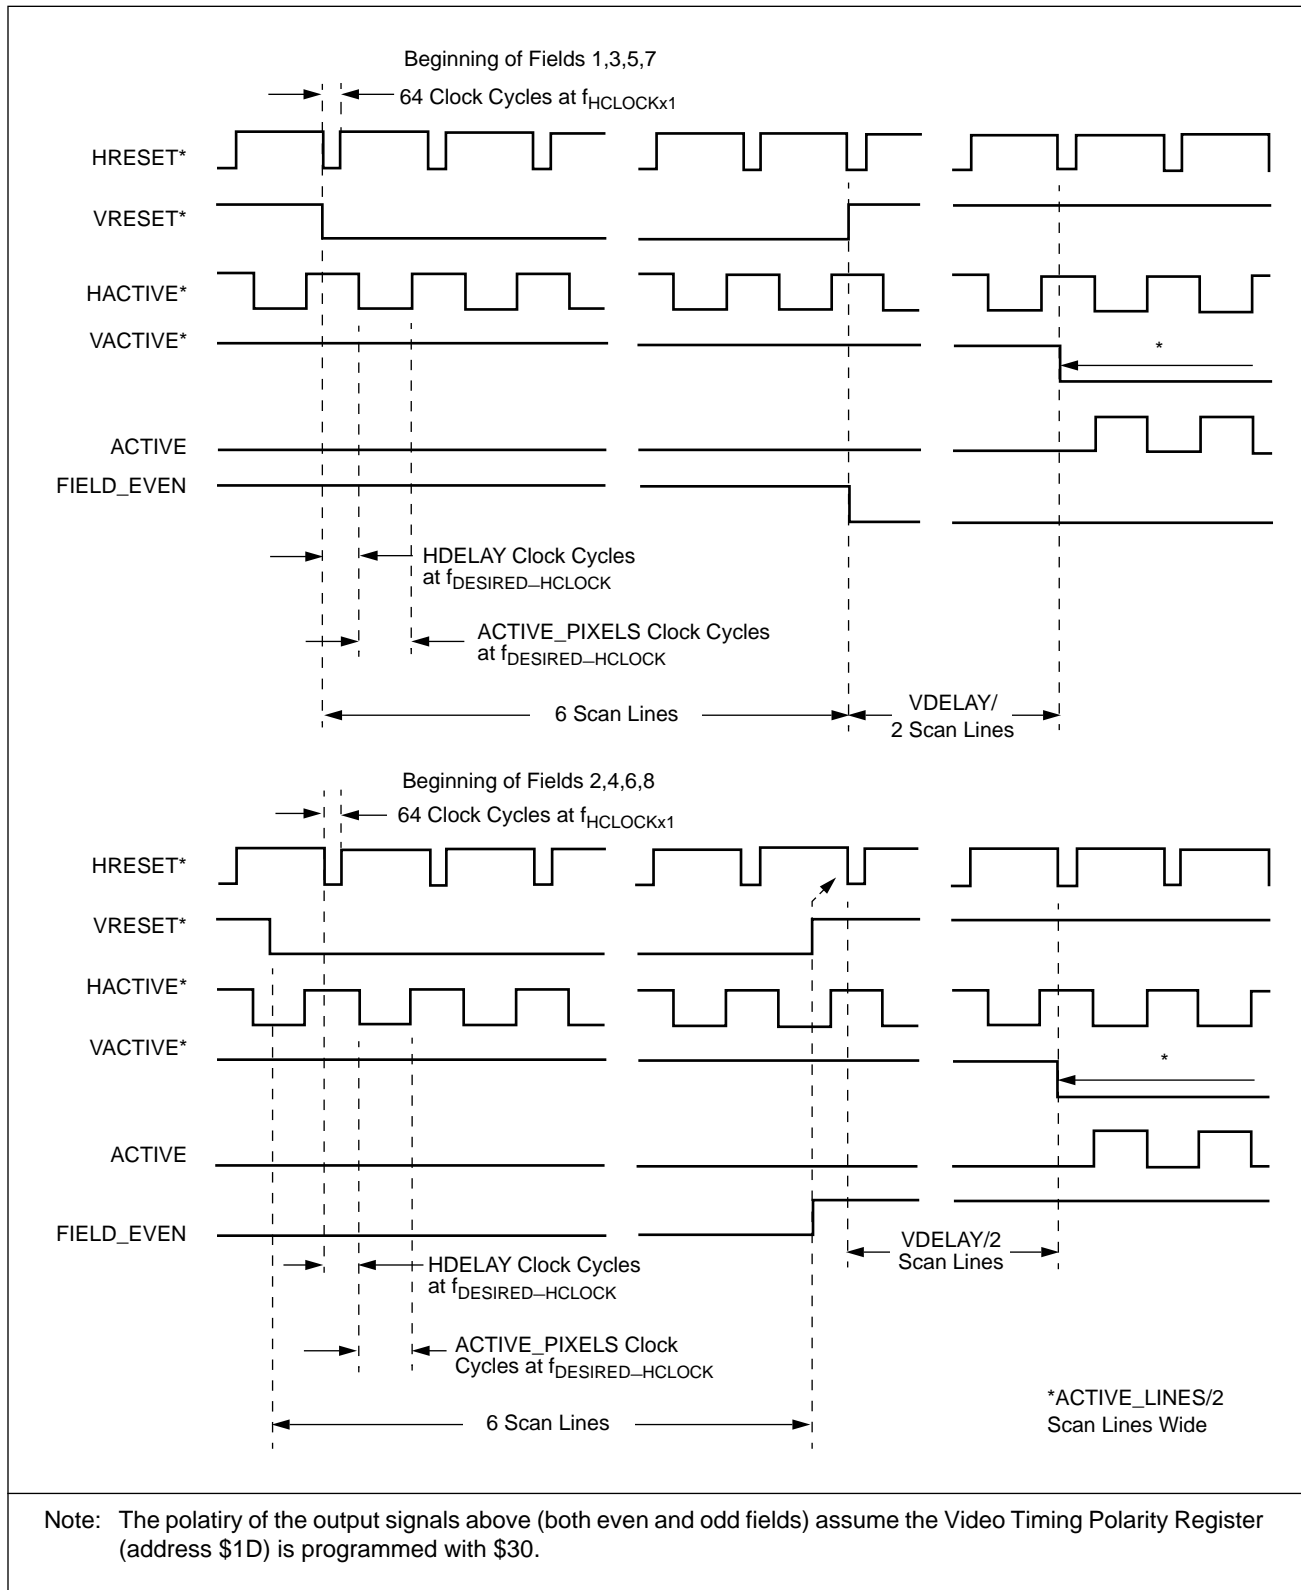 Beginning of Fields 1,3,5,7
64 Clock Cycles at fHCLOCKx1
HRESET*
VRESET*
HACTIVE*
VACTIVE*
*
ACTIVE
FIELD_EVEN
HDELAY Clock Cycles
at fDESIRED–HCLOCK
ACTIVE_PIXELS Clock Cycles
at fDESIRED–HCLOCK
6 Scan Lines
VDELAY/
2 Scan Lines
Beginning of Fields 2,4,6,8
64 Clock Cycles at fHCLOCKx1
HRESET*
VRESET*
HACTIVE*
VACTIVE*
*
ACTIVE
FIELD_EVEN
VDELAY/2
Scan Lines
HDELAY Clock Cycles
at fDESIRED–HCLOCK
ACTIVE_PIXELS Clock
Cycles at fDESIRED–HCLOCK
6 Scan Lines
*ACTIVE_LINES/2
Scan Lines Wide
Note: The polatiry of the output signals above (both even and odd fields) assume the Video Timing Polarity Register
(address $1D) is programmed with $30.